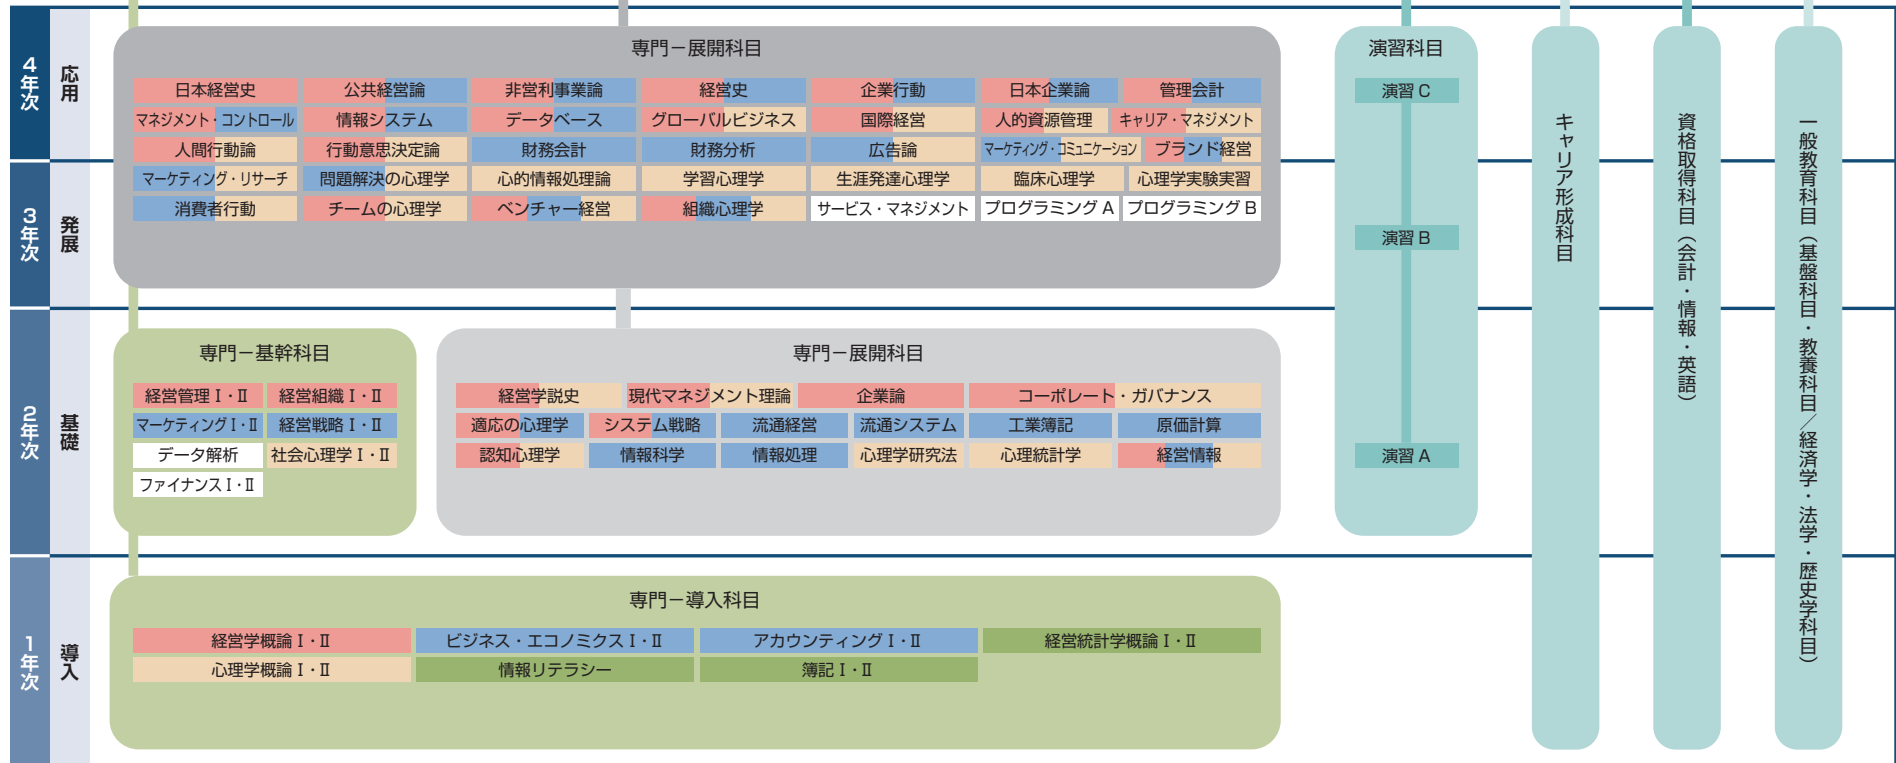 4年次
応用
専門－展開科目
日本経営史
公共経営論
非営利事業論
経営史
企業行動
日本企業論
管理会計
マネジメント・コントロール
情報システム
データベース
グローバルビジネス
国際経営
人的資源管理
キャリア・マネジメント
人間行動論
行動意思決定論
財務会計
財務分析
広告論
マーケティング・コミュニケーション
ブランド経営
3年次
発展
マーケティング・リサーチ
問題解決の心理学
心的情報処理論
学習心理学
生涯発達心理学
臨床心理学
心理学実験実習
消費者行動
チームの心理学
ベンチャー経営
組織心理学
サービス・マネジメント
プログラミング A
プログラミング B
2年次
基礎
専門－基幹科目
経営管理 Ⅰ・Ⅱ
経営組織 Ⅰ・Ⅱ
マーケティング Ⅰ・Ⅱ
経営戦略 Ⅰ・Ⅱ
データ解析
社会心理学 Ⅰ・Ⅱ
ファイナンス Ⅰ・Ⅱ
専門－展開科目
経営学説史
現代マネジメント理論
企業論
コーポレート・ガバナンス
適応の心理学
システム戦略
流通経営
流通システム
工業簿記
原価計算
認知心理学
情報科学
情報処理
心理学研究法
心理統計学
経営情報
1年次
導入
専門－導入科目
経営学概論 Ⅰ・Ⅱ
ビジネス・エコノミクス Ⅰ・Ⅱ
アカウンティング Ⅰ・Ⅱ
経営統計学概論 Ⅰ・Ⅱ
心理学概論 Ⅰ・Ⅱ
情報リテラシー
簿記 Ⅰ・Ⅱ
演習科目
演習 C
演習 B
演習 A
キャリア形成科目
資格取得科目（会計・情報・英語）
一般教育科目（基盤科目・教養科目／経済学・法学・歴史学科目）